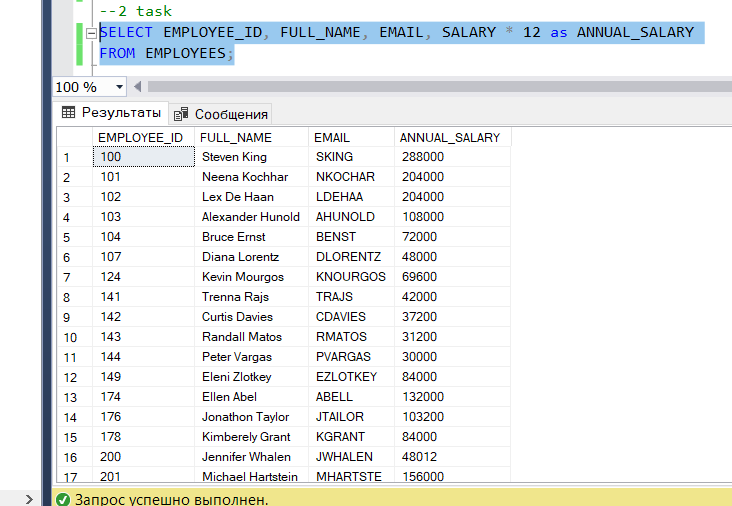 --2 task
SELECT EMPLOYEE_ID, FULL_NAME, EMAIL, SALARY * 12 as ANNUAL_SALARY
FROM EMPLOYEES;
100 %
Результаты Сообщения
EMPLOYEE_ID FULL_NAME EMAIL ANNUAL_SALARY
1 100 Steven King SKING 288000
2 101 Neena Kochhar NKOCHAR 204000
3 102 Lex De Haan LDEHAA 204000
4 103 Alexander Hunold AHUNOLD 108000
5 104 Bruce Ernst BENST 72000
6 107 Diana Lorentz DLORENTZ 48000
7 124 Kevin Mourgos KNOURGOS 69600
8 141 Trenna Rajs TRAJS 42000
9 142 Curtis Davies CDAVIES 37200
10 143 Randall Matos RMATOS 31200
11 144 Peter Vargas PVARGAS 30000
12 149 Eleni Zlotkey EZLOTKEY 84000
13 174 Ellen Abel ABELL 132000
14 176 Jonathon Taylor JTAILOR 103200
15 178 Kimberely Grant KGRANT 84000
16 200 Jennifer Whalen JWHALEN 48012
17 201 Michael Hartstein MHARTSTE 156000
Запрос успешно выполнен.